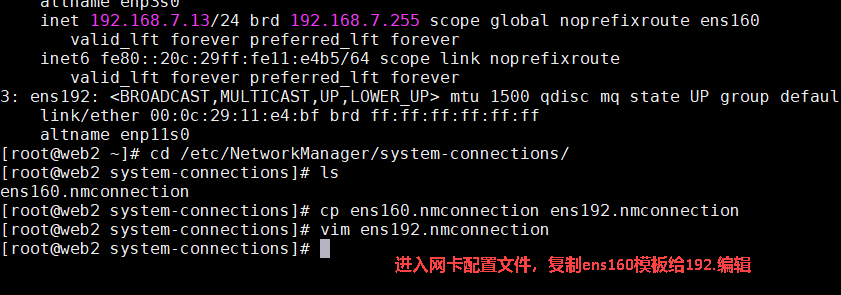 altname enp3s0
inet 192.168.7.13/24 brd 192.168.7.255 scope global noprefixroute ens160
valid_lft forever preferred_lft forever
inet6 fe80::20c:29ff:fe11:e4b5/64 scope link noprefixroute
valid_lft forever preferred_lft forever
3: ens192: <BROADCAST,MULTICAST,UP,LOWER_UP> mtu 1500 qdisc mq state UP group defaul
link/ether 00:0c:29:11:e4:bf brd ff:ff:ff:ff:ff:ff
altname enp11s0
[root@web2 ~]# cd /etc/NetworkManager/system-connections/
[root@web2 system-connections]# ls
ens160.nmconnection
[root@web2 system-connections]# cp ens160.nmconnection ens192.nmconnection
[root@web2 system-connections]# vim ens192.nmconnection
[root@web2 system-connections]#
进入网卡配置文件，复制ens160模板给192.编辑